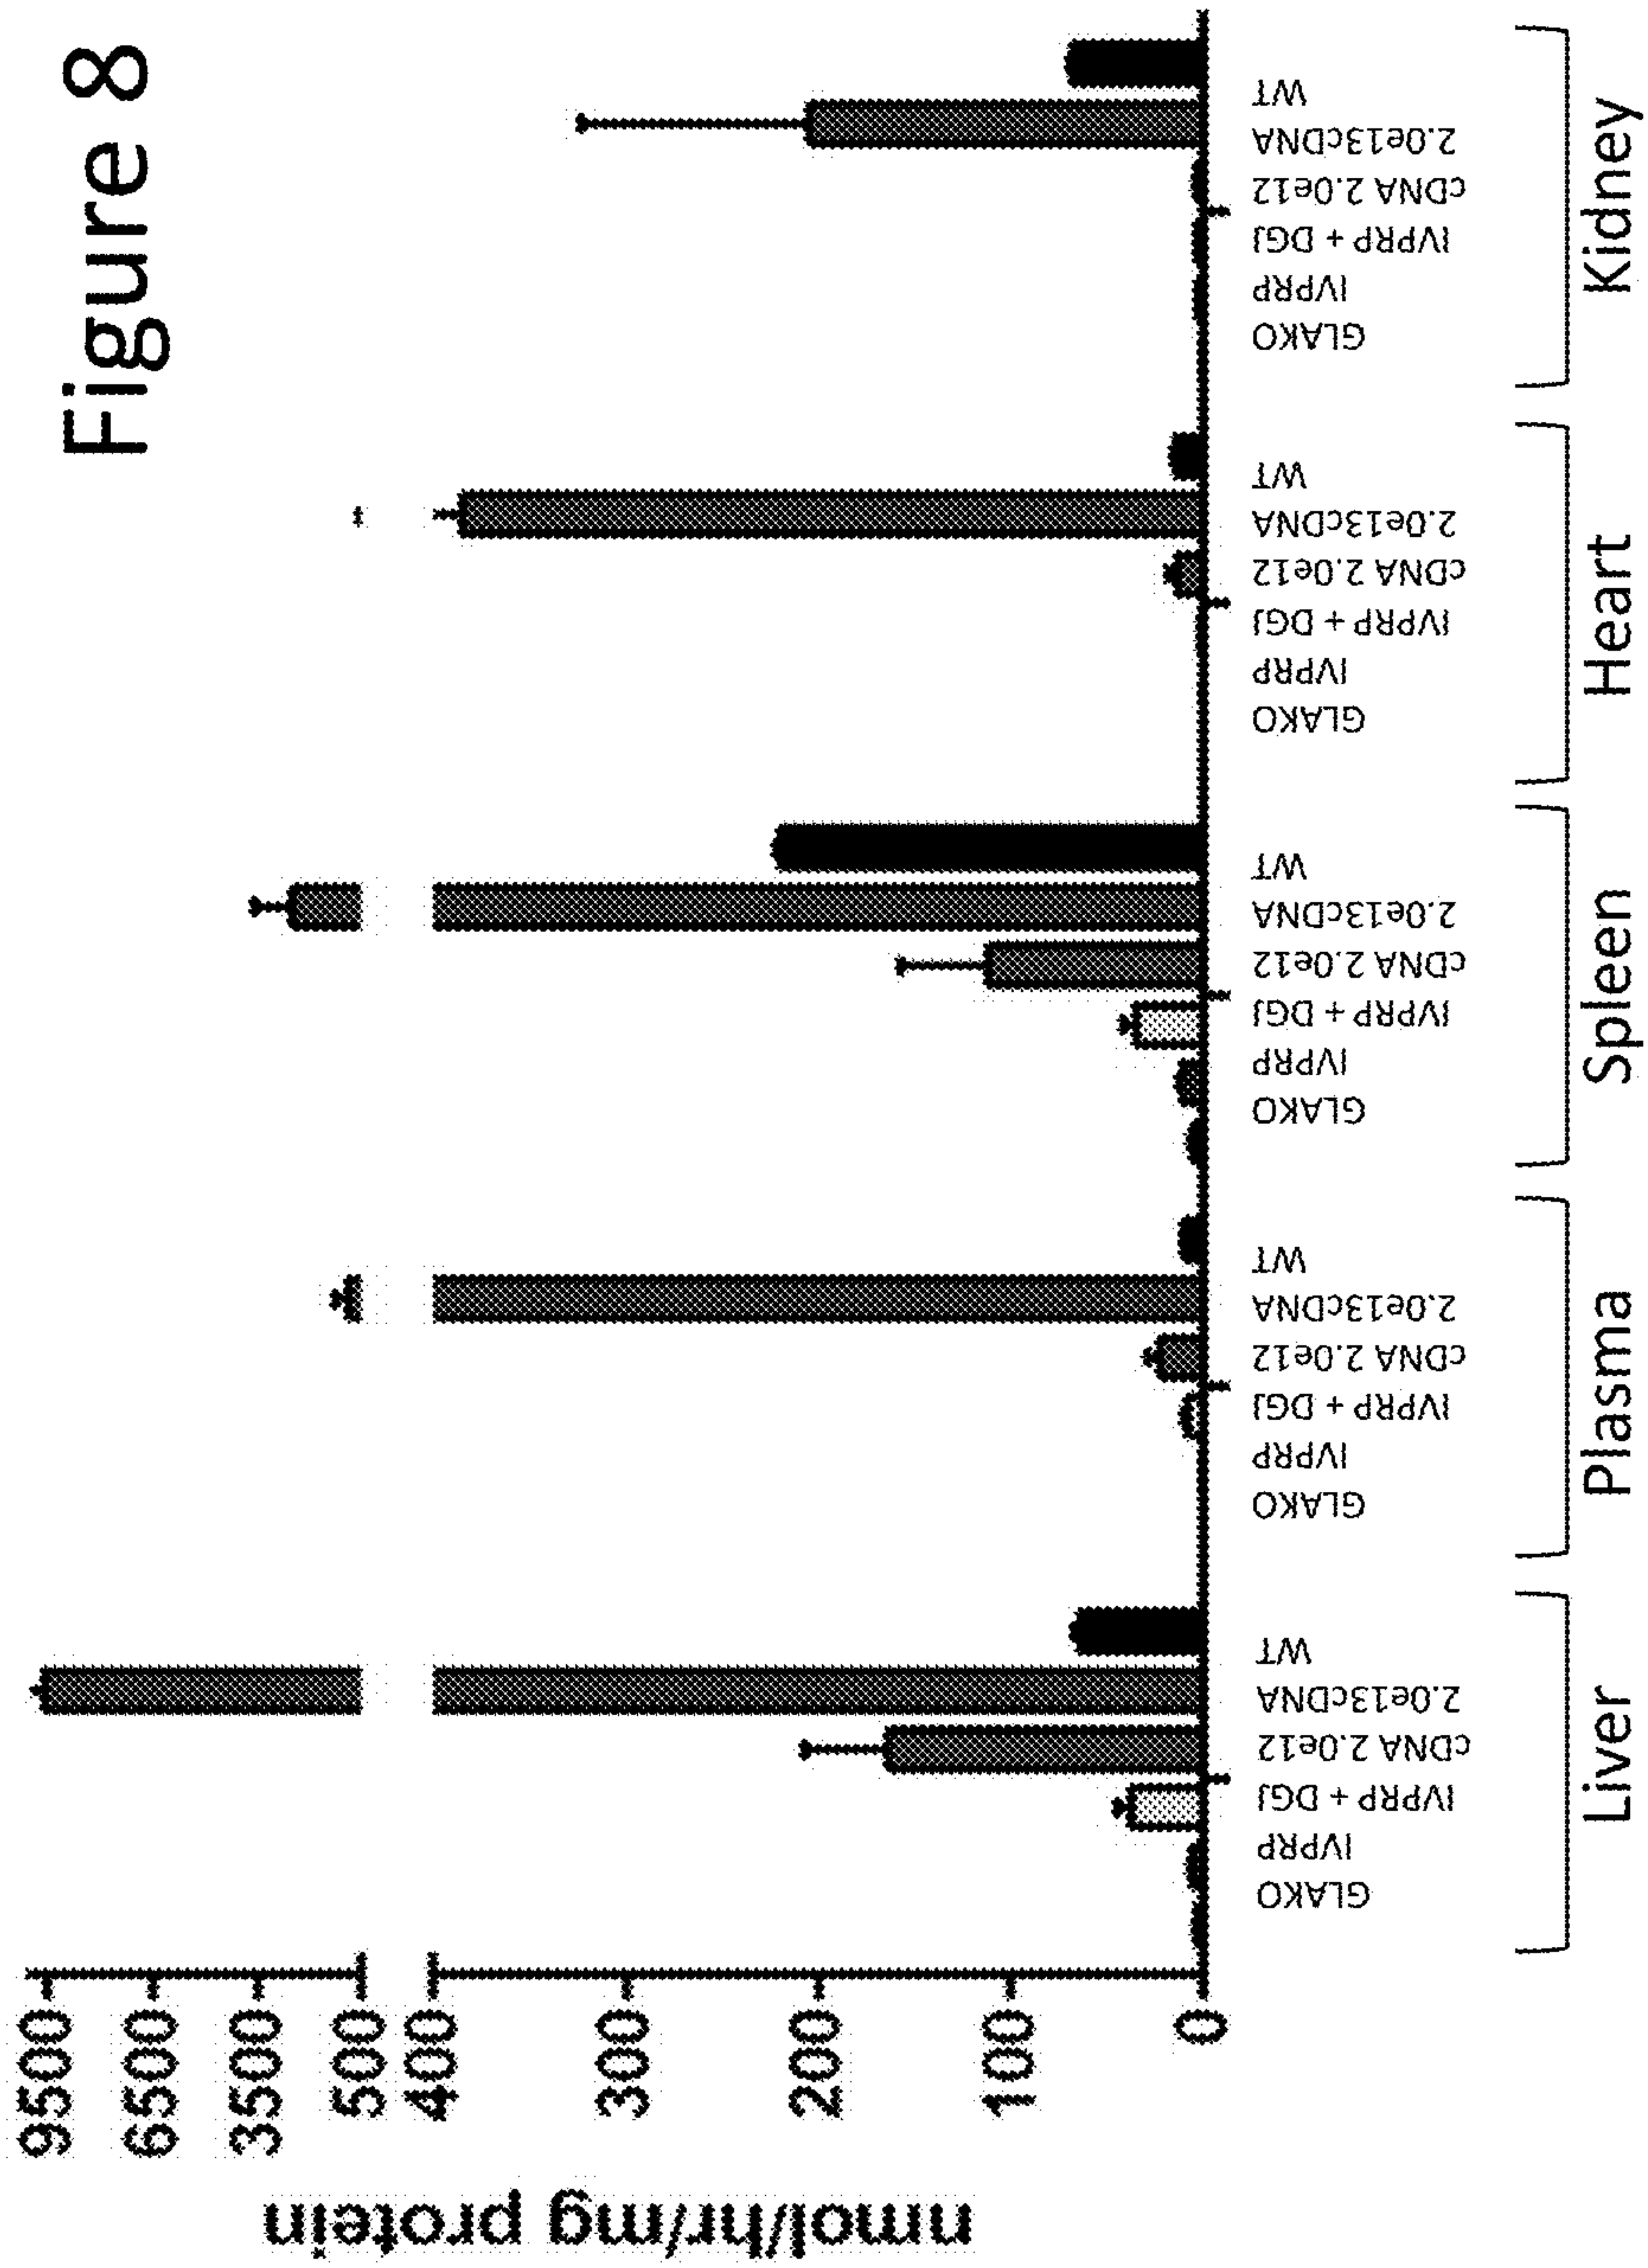 Figure 8
nmol/hr/mg protein
9500
6500
3500
500
400
300
200
100
0
GLAKO
IVPRP
IVPRP + DGJ
cDNA 2.0e12
2.0e13cDNA
WT
GLAKO
IVPRP
IVPRP + DGJ
cDNA 2.0e12
2.0e13cDNA
WT
GLAKO
IVPRP
IVPRP + DGJ
cDNA 2.0e12
2.0e13cDNA
WT
GLAKO
IVPRP
IVPRP + DGJ
cDNA 2.0e12
2.0e13cDNA
WT
GLAKO
IVPRP
IVPRP + DGJ
cDNA 2.0e12
2.0e13cDNA
WT
Liver
Plasma
Spleen
Heart
Kidney